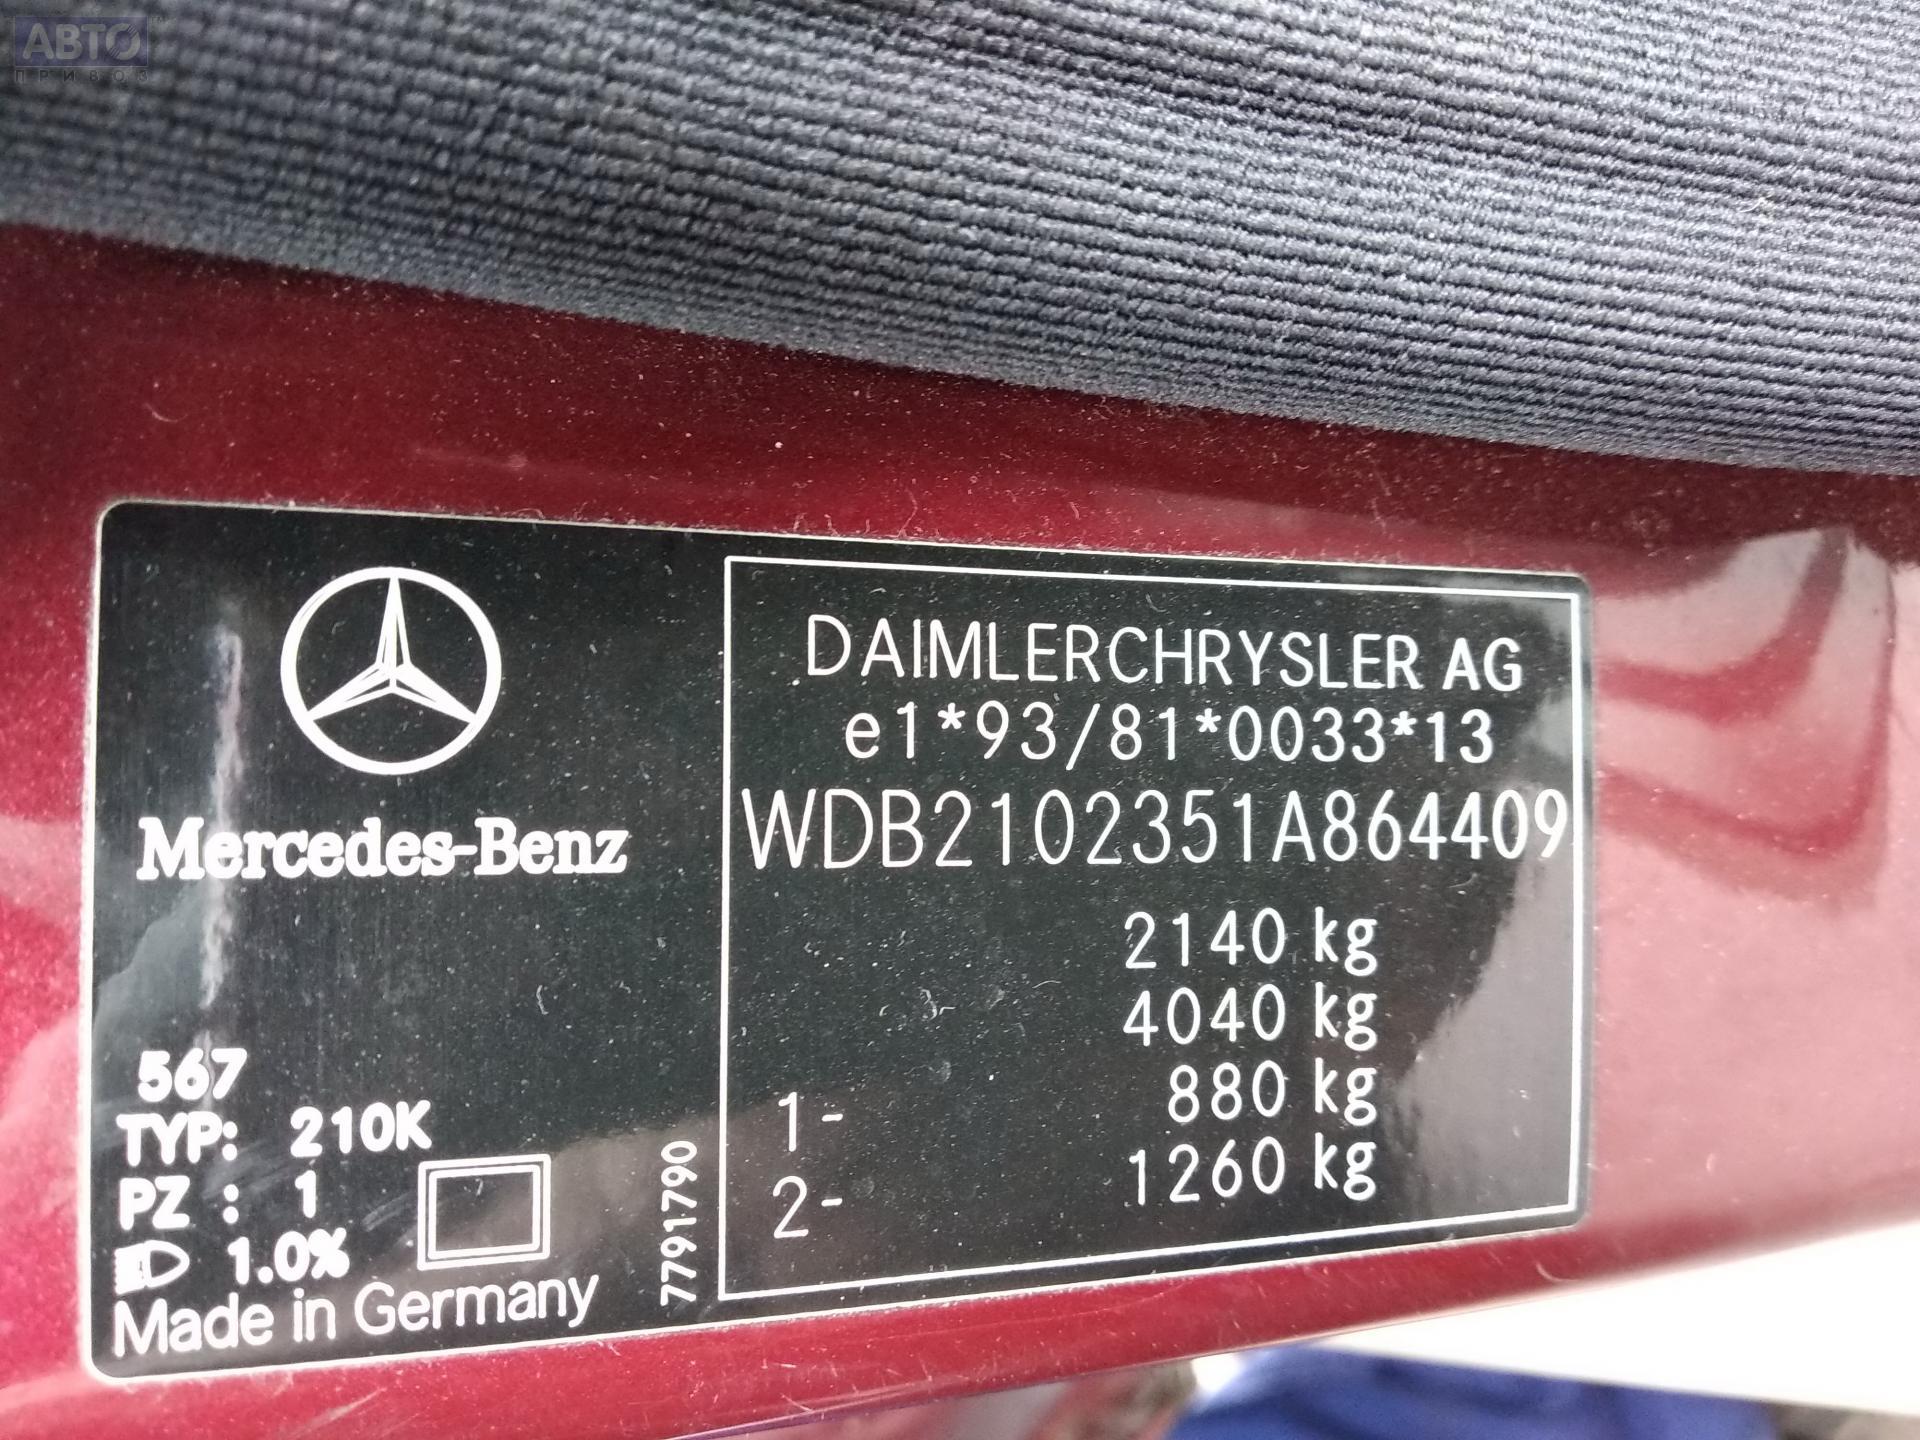 АВТО
ПРИВОЗ
Mercedes-Benz
567
TYP: 210K
PZ : 1
1.0%
Made in Germany
7791790
DAIMLERCHRYSLER AG
e1*93/81*0033*13
WDB2102351A864409
2140 kg
4040 kg
1- 880 kg
2- 1260 kg